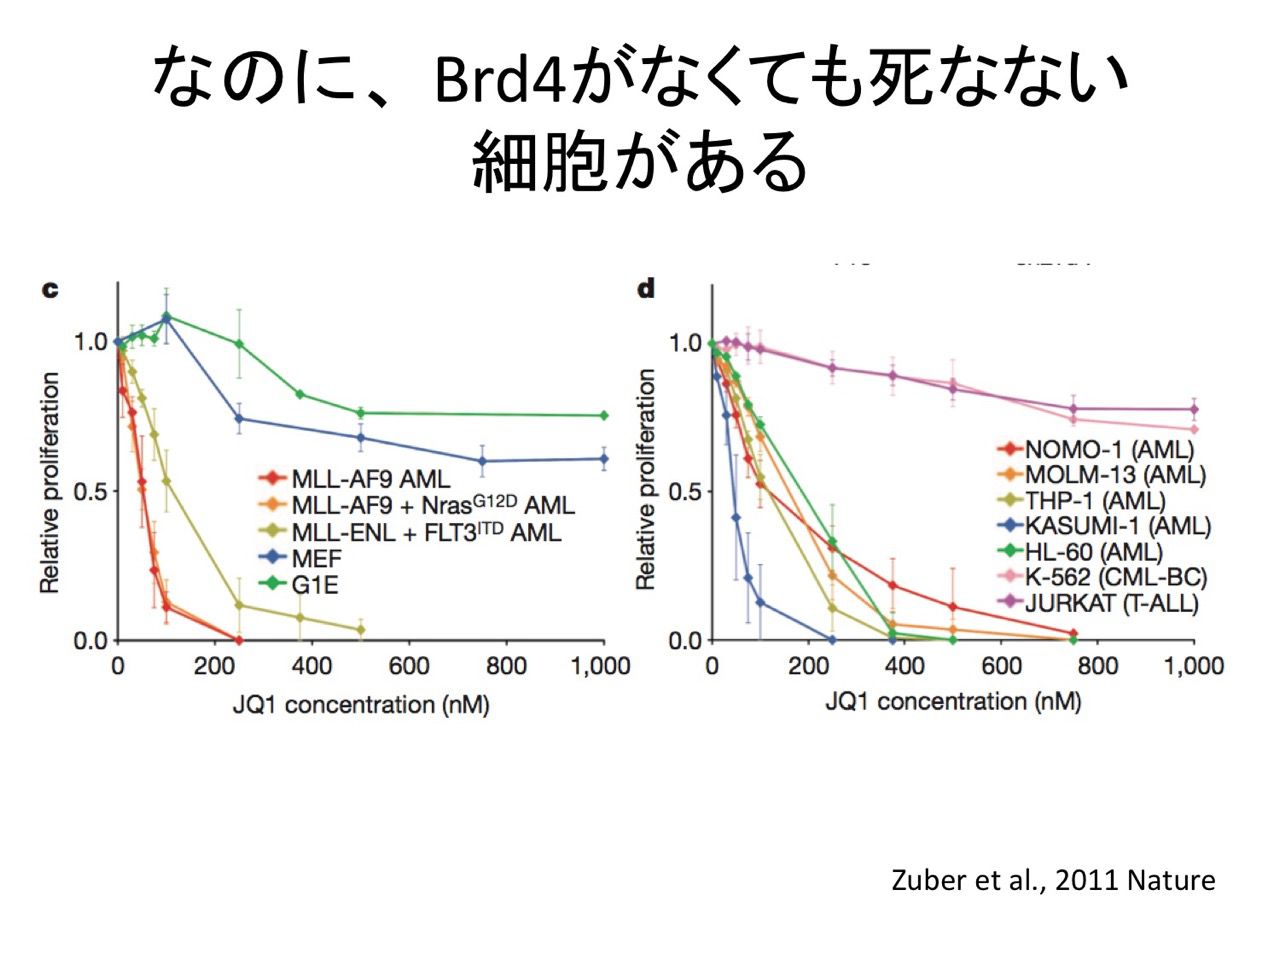 なのに、Brd4がなくても死なない
細胞がある
c
Relative proliferation
1.0
0.5
0.0
MLL-AF9 AML
MLL-AF9 + NrasG12D AML
MLL-ENL + FLT3ITD AML
MEF
G1E
0 200 400 600 800 1,000
JQ1 concentration (nM)
d
Relative proliferation
1.0
0.5
0.0
NOMO-1 (AML)
MOLM-13 (AML)
THP-1 (AML)
KASUMI-1 (AML)
HL-60 (AML)
K-562 (CML-BC)
JURKAT (T-ALL)
0 200 400 600 800 1,000
JQ1 concentration (nM)
Zuber et al., 2011 Nature